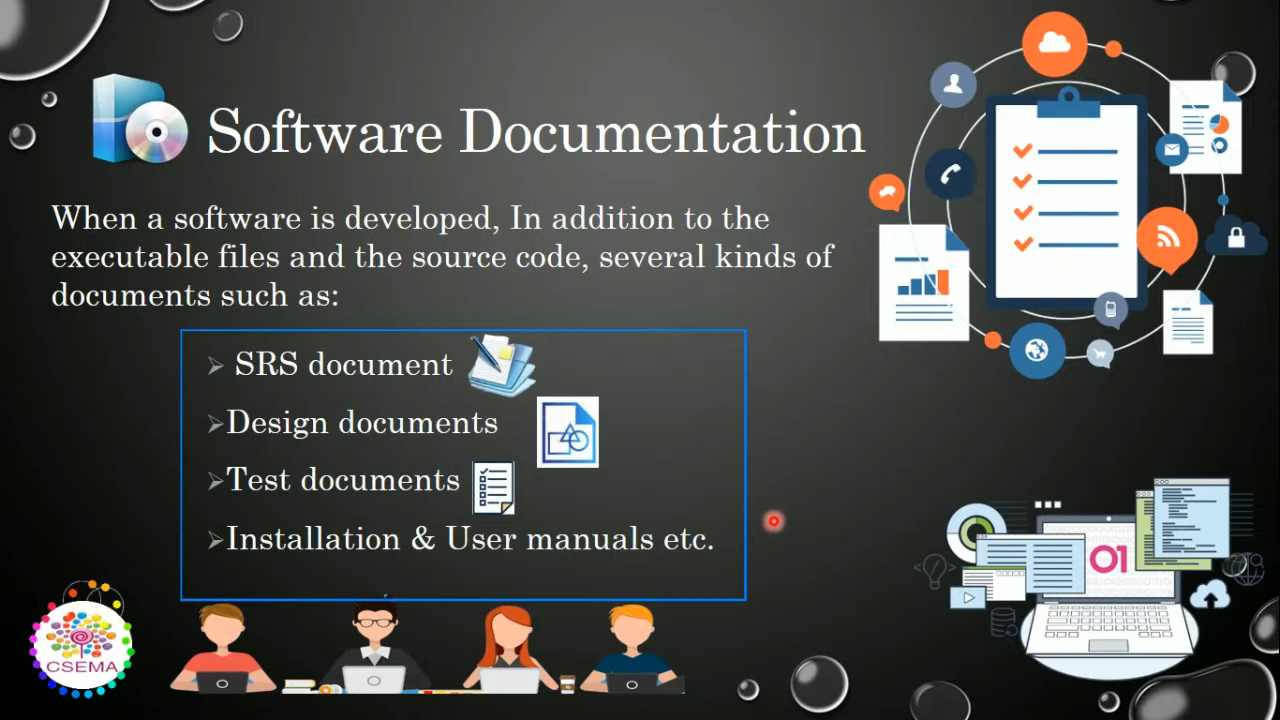 Software Documentation
When a software is developed, In addition to the
executable files and the source code, several kinds of
documents such as:
➢ SRS document
➢Design documents
➢Test documents
➢Installation & User manuals etc.
01
CSEMA